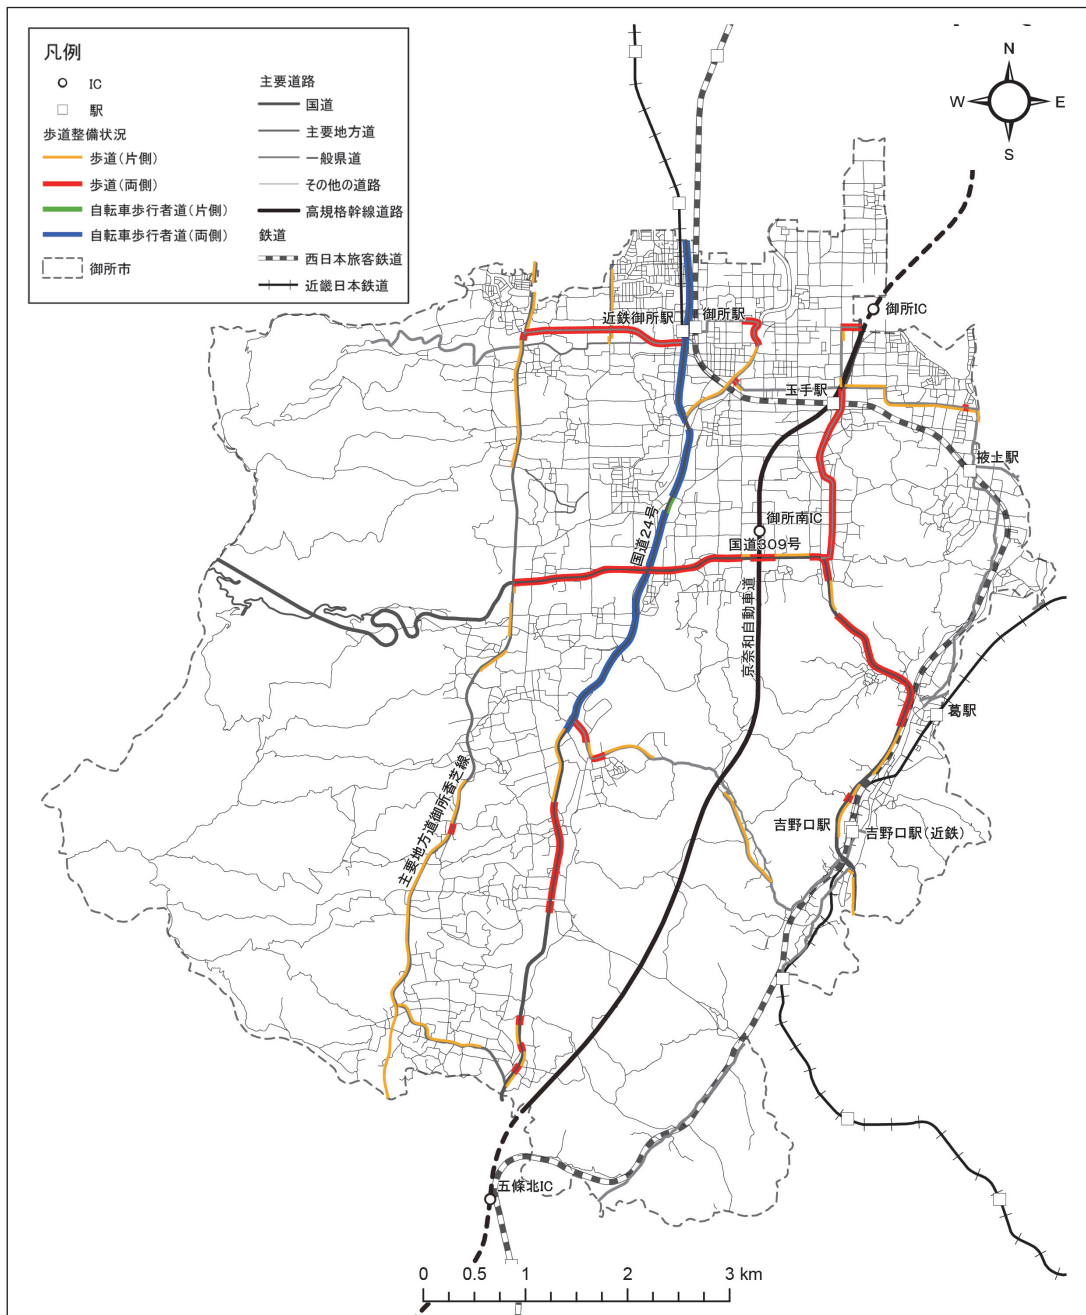 凡例
IC
駅
歩道整備状況
歩道(片側)
歩道(両側)
自転車歩行者道(片側)
自転車歩行者道(両側)
御所市
主要道路
国道
主要地方道
一般県道
その他の道路
高規格幹線道路
鉄道
西日本旅客鉄道
近畿日本鉄道
N
W
E
S
御所IC
近鉄御所駅
御所駅
玉手駅
掖上駅
国道24号
御所南IC
国道309号
京奈和自動車道
葛駅
主要地方道御所香芝線
吉野口駅
吉野口駅(近鉄)
五條北IC
0 0.5 1 2 3 km